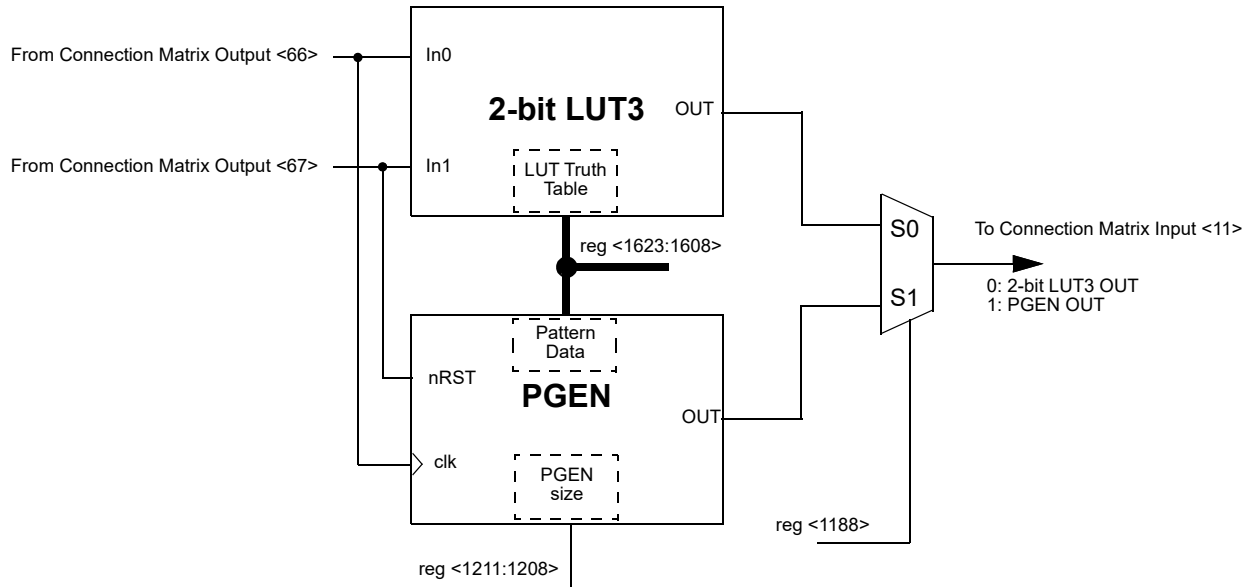 From Connection Matrix Output <66>
In0
2-bit LUT3
OUT
From Connection Matrix Output <67>
In1
LUT Truth
Table
S0
To Connection Matrix Input <11>
reg <1623:1608>
0: 2-bit LUT3 OUT
S1
1: PGEN OUT
Pattern
Data
nRST
PGEN
OUT
clk
PGEN
size
reg <1188>
reg <1211:1208>